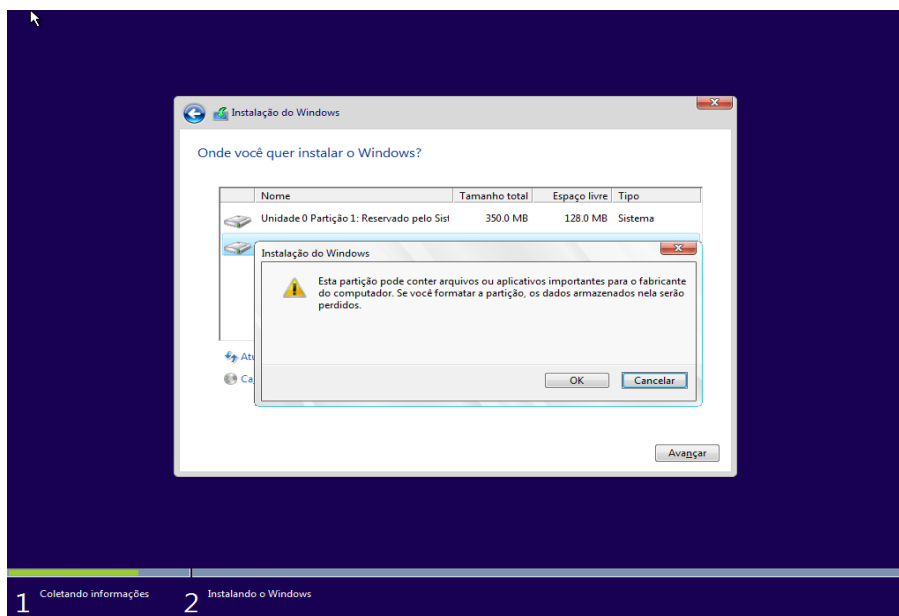 Instalação do Windows
Onde você quer instalar o Windows?
Nome Tamanho total Espaço livre Tipo
Unidade 0 Partição 1: Reservado pelo Sist 350.0 MB 128.0 MB Sistema
Instalação do Windows
Esta partição pode conter arquivos ou aplicativos importantes para o fabricante
do computador. Se você formatar a partição, os dados armazenados nela serão
perdidos.
Atu
Ca
OK Cancelar
Avançar
1 Coletando informações 2 Instalando o Windows